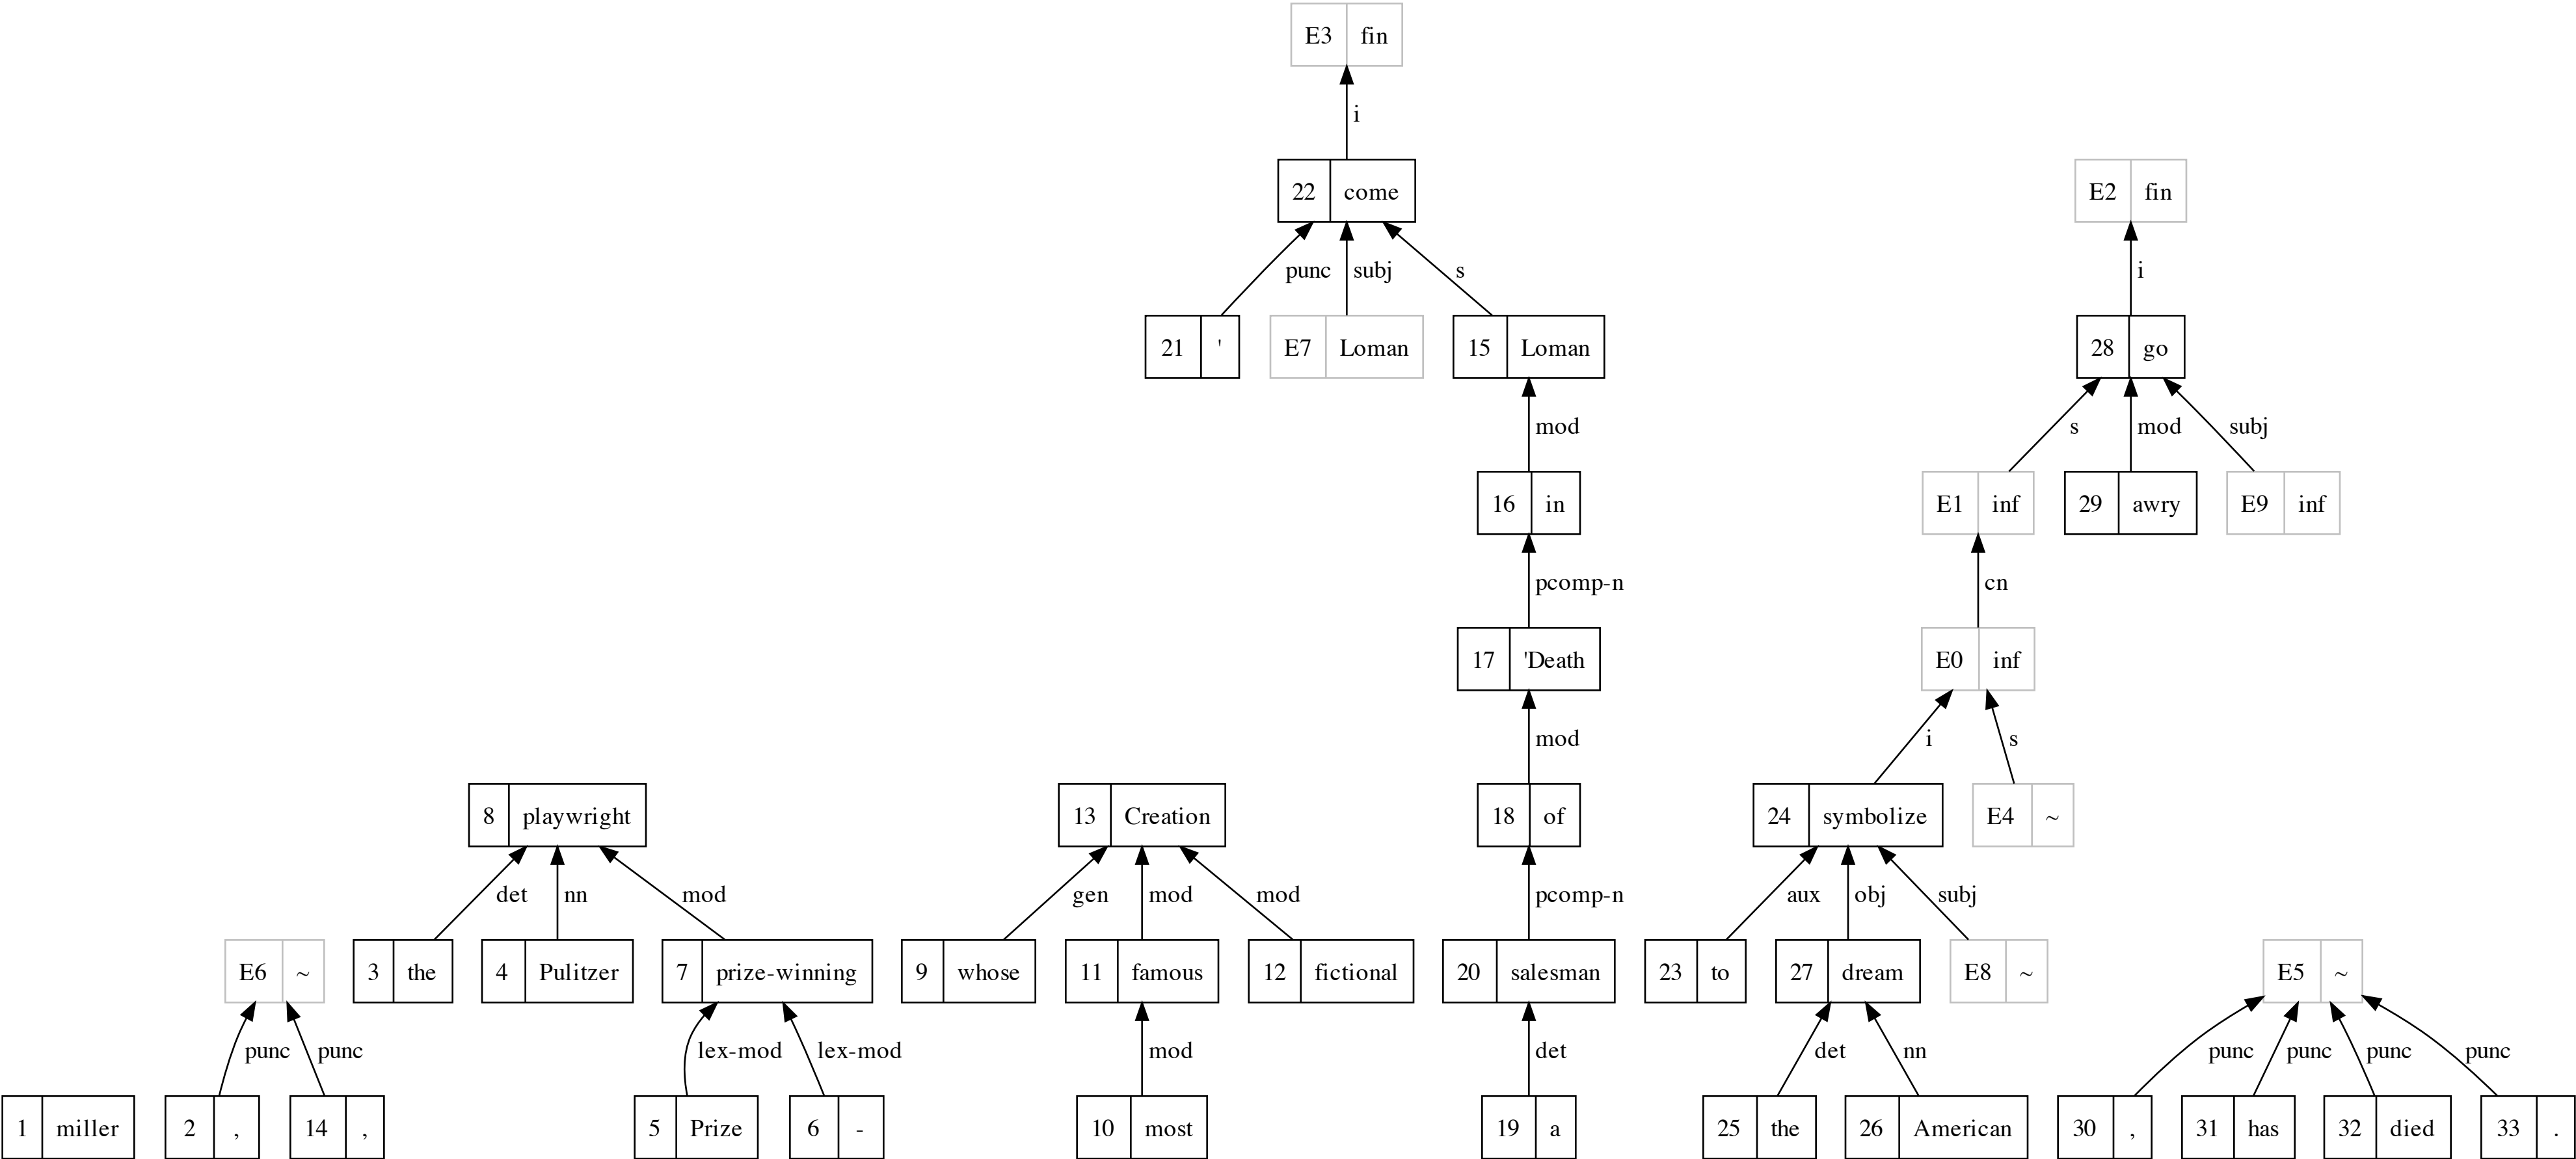 E3 fin
i
22 come E2 fin
punc subj s i
21 ' E7 Loman 15 Loman 28 go
mod s mod subj
16 in E1 inf 29 awry E9 inf
pcomp-n cn
17 'Death E0 inf
mod i s
8 playwright 13 Creation 18 of 24 symbolize E4 ~
det nn mod gen mod mod pcomp-n aux obj subj
E6 ~ 3 the 4 Pulitzer 7 prize-winning 9 whose 11 famous 12 fictional 20 salesman 23 to 27 dream E8 ~ E5 ~
punc punc lex-mod lex-mod mod det det nn punc punc punc punc
1 miller 2 , 14 , 5 Prize 6 - 10 most 19 a 25 the 26 American 30 , 31 has 32 died 33 .